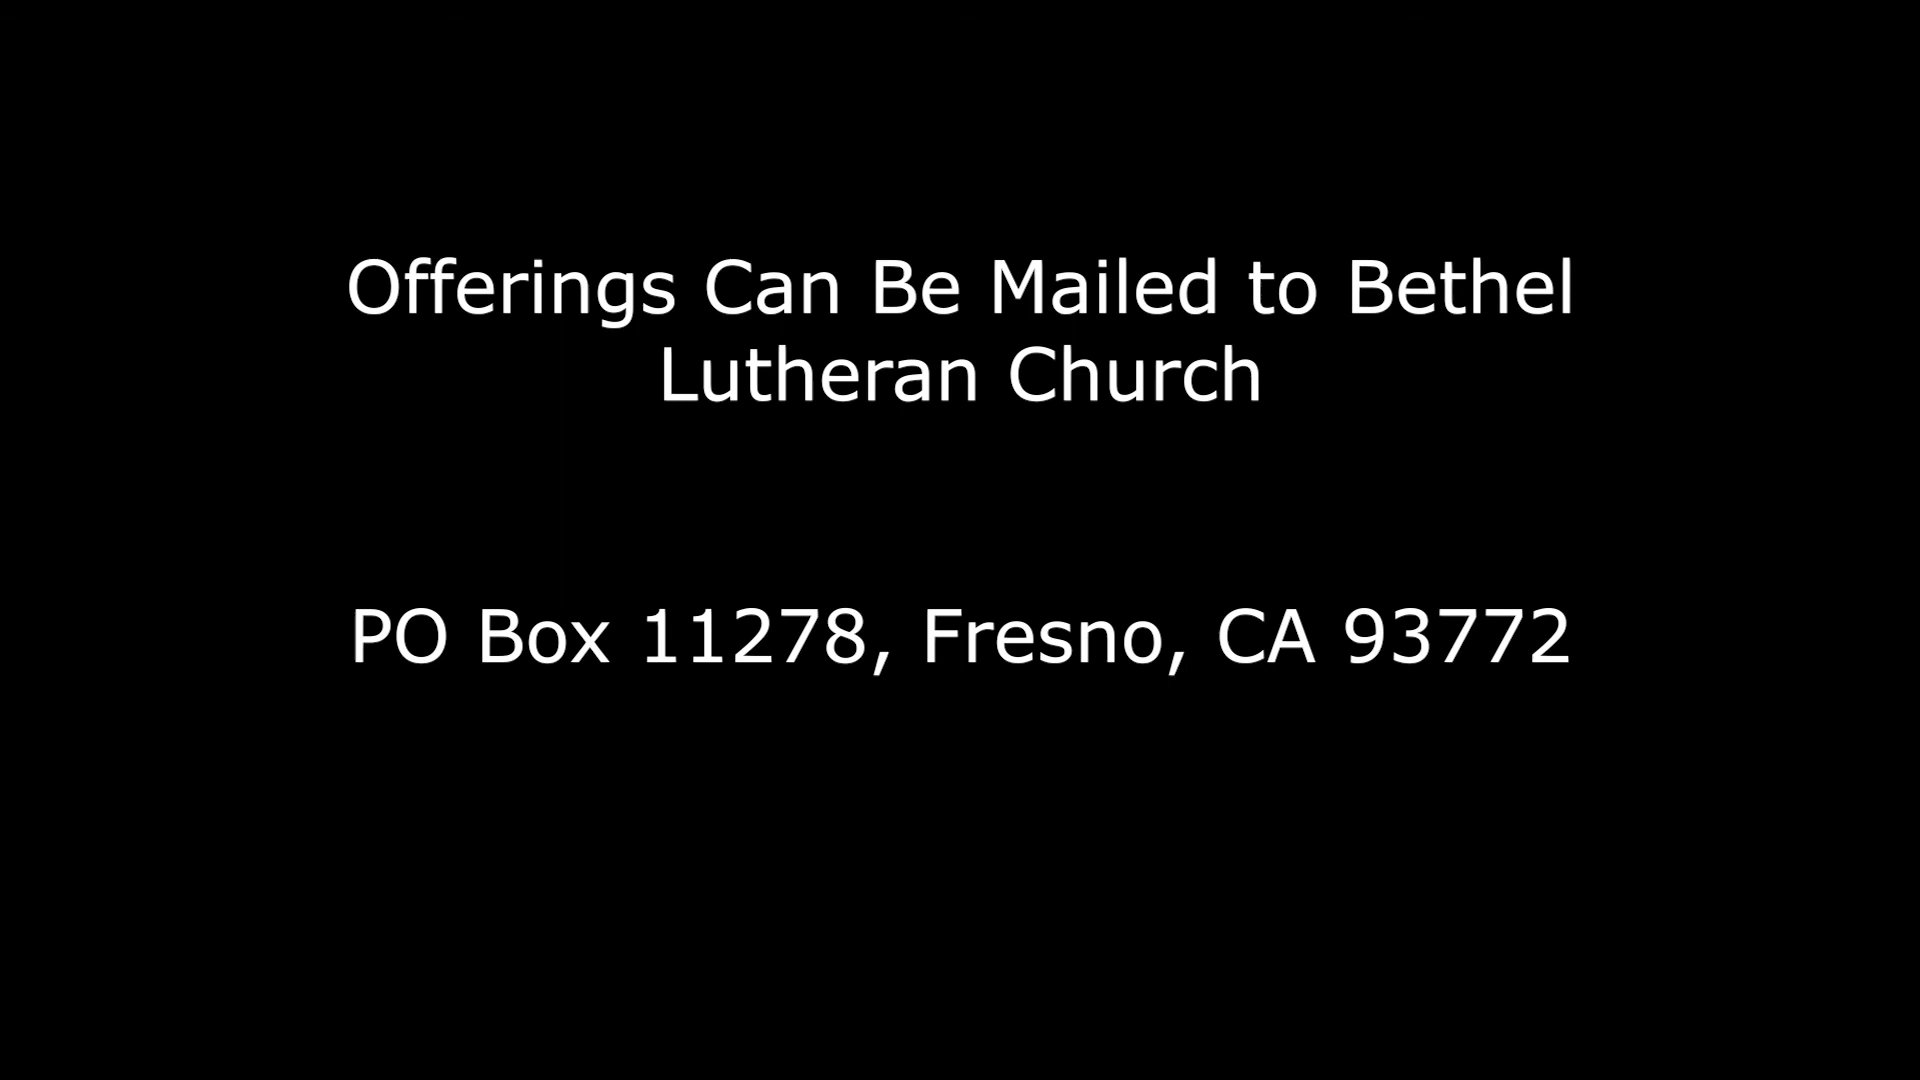 Offerings Can Be Mailed to Bethel
Lutheran Church
PO Box 11278, Fresno, CA 93772